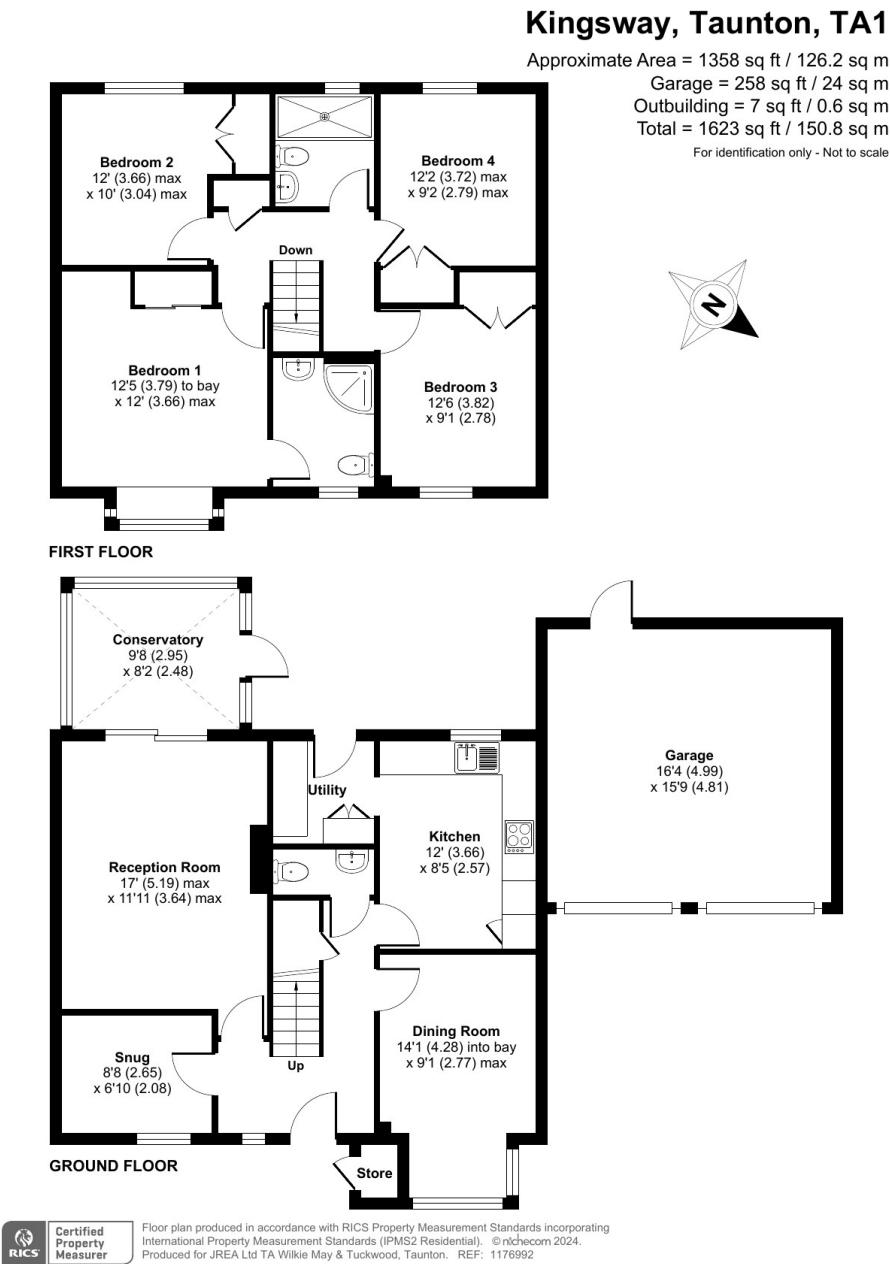 Kingsway, Taunton, TA1
Approximate Area = 1358 sq ft / 126.2 sq m
Garage = 258 sq ft / 24 sq m
Outbuilding = 7 sq ft / 0.6 sq m
Total = 1623 sq ft / 150.8 sq m
For identification only - Not to scale
Bedroom 2
12' (3.66) max
x 10' (3.04) max
Bedroom 4
12'2 (3.72) max
x 9'2 (2.79) max
Down
N
Bedroom 1
12'5 (3.79) to bay
x 12' (3.66) max
Bedroom 3
12'6 (3.82)
x 9'1 (2.78)
FIRST FLOOR
Conservatory
9'8 (2.95)
x 8'2 (2.48)
Garage
16'4 (4.99)
x 15'9 (4.81)
Utility
Kitchen
12' (3.66)
x 8'5 (2.57)
Reception Room
17' (5.19) max
x 11'11 (3.64) max
Snug
8'8 (2.65)
x 6'10 (2.08)
Up
Dining Room
14'1 (4.28) into bay
x 9'1 (2.77) max
GROUND FLOOR
Store
RICS
Certified
Property
Measurer
Floor plan produced in accordance with RICS Property Measurement Standards incorporating
International Property Measurement Standards (IPMS2 Residential). © nichecom 2024.
Produced for JREA Ltd TA Wilkie May & Tuckwood, Taunton. REF: 1176992